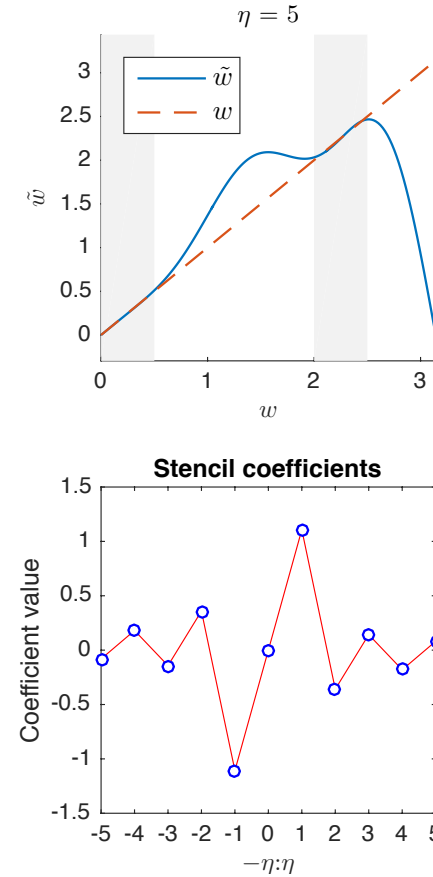 η = 5
3
2.5
2
1.5
1
0.5
0
w̃
w̃
w
0 1 2 3
w
Stencil coefficients
1.5
1
0.5
0
-0.5
-1
-1.5
Coefficient value
-5 -4 -3 -2 -1 0 1 2 3 4 5
−η:η